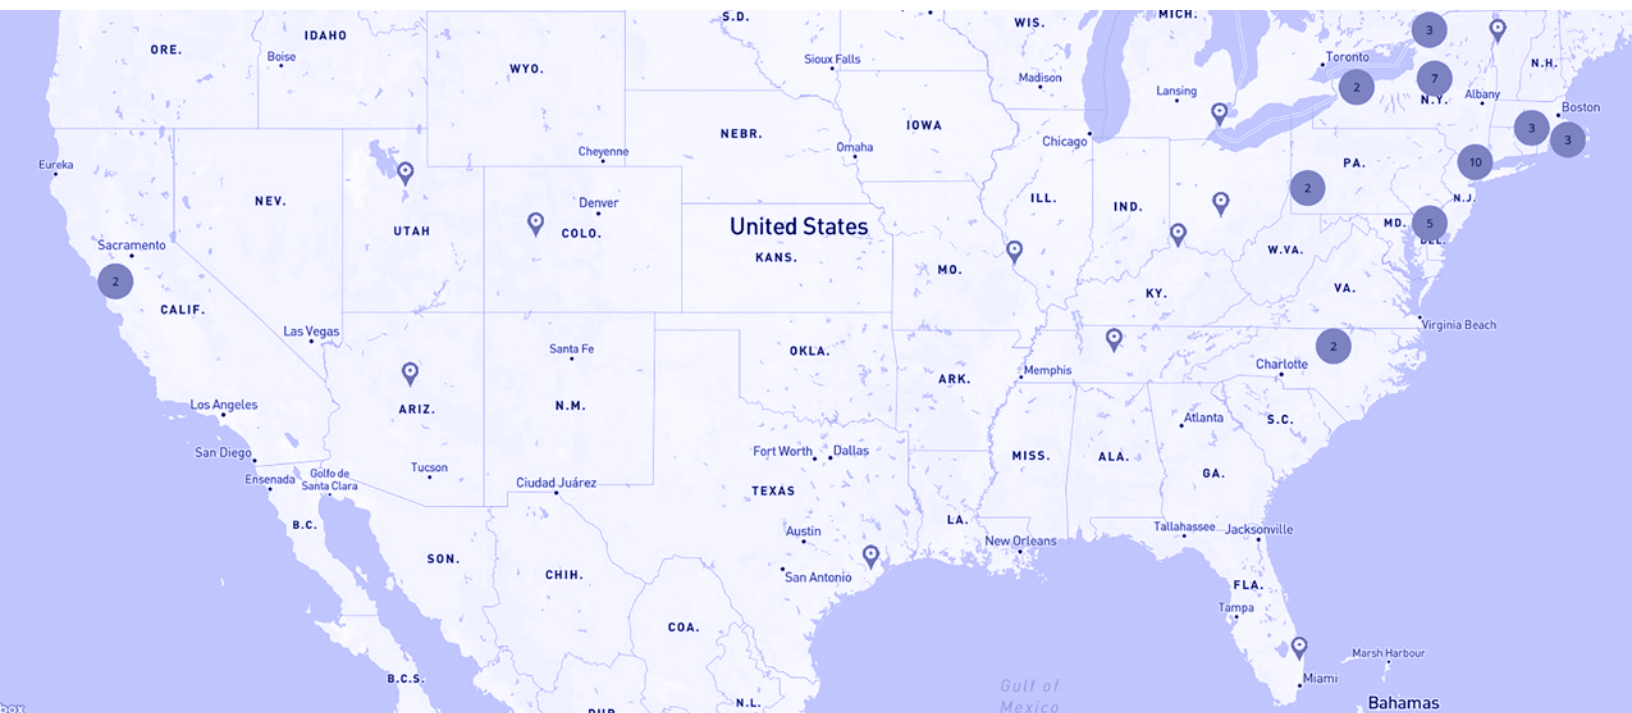 S.D.
WIS.
MICH.
3
IDAHO
ORE.
Boise
Sioux Falls
Toronto
N.H.
WYO.
Madison
7
2
Lansing
N.Y.
Albany
Boston
IOWA
NEBR.
3
3
Chicago
Omaha
Cheyenne
Eureka
PA.
10
2
NEV.
Denver
ILL.
IND.
N.J.
United States
MD.
5
UTAH
COLO.
DEL.
Sacramento
W.VA.
KANS.
MO.
2
VA.
KY.
CALIF.
Las Vegas
Virginia Beach
Santa Fe
OKLA.
2
Memphis
Charlotte
ARK.
Los Angeles
ARIZ.
N.M.
Atlanta
S.C.
San Diego
Fort Worth
Dallas
MISS.
ALA.
Tucson
Golfo de
Santa Clara
Ensenada
Ciudad Juárez
TEXAS
GA.
B.C.
LA.
Tallahassee
Jacksonville
Austin
New Orleans
SON.
CHIH.
San Antonio
FLA.
Tampa
COA.
Marsh Harbour
B.C.S.
Miami
Gulf of
Mexico
Bahamas
N.L.
DUR.
box